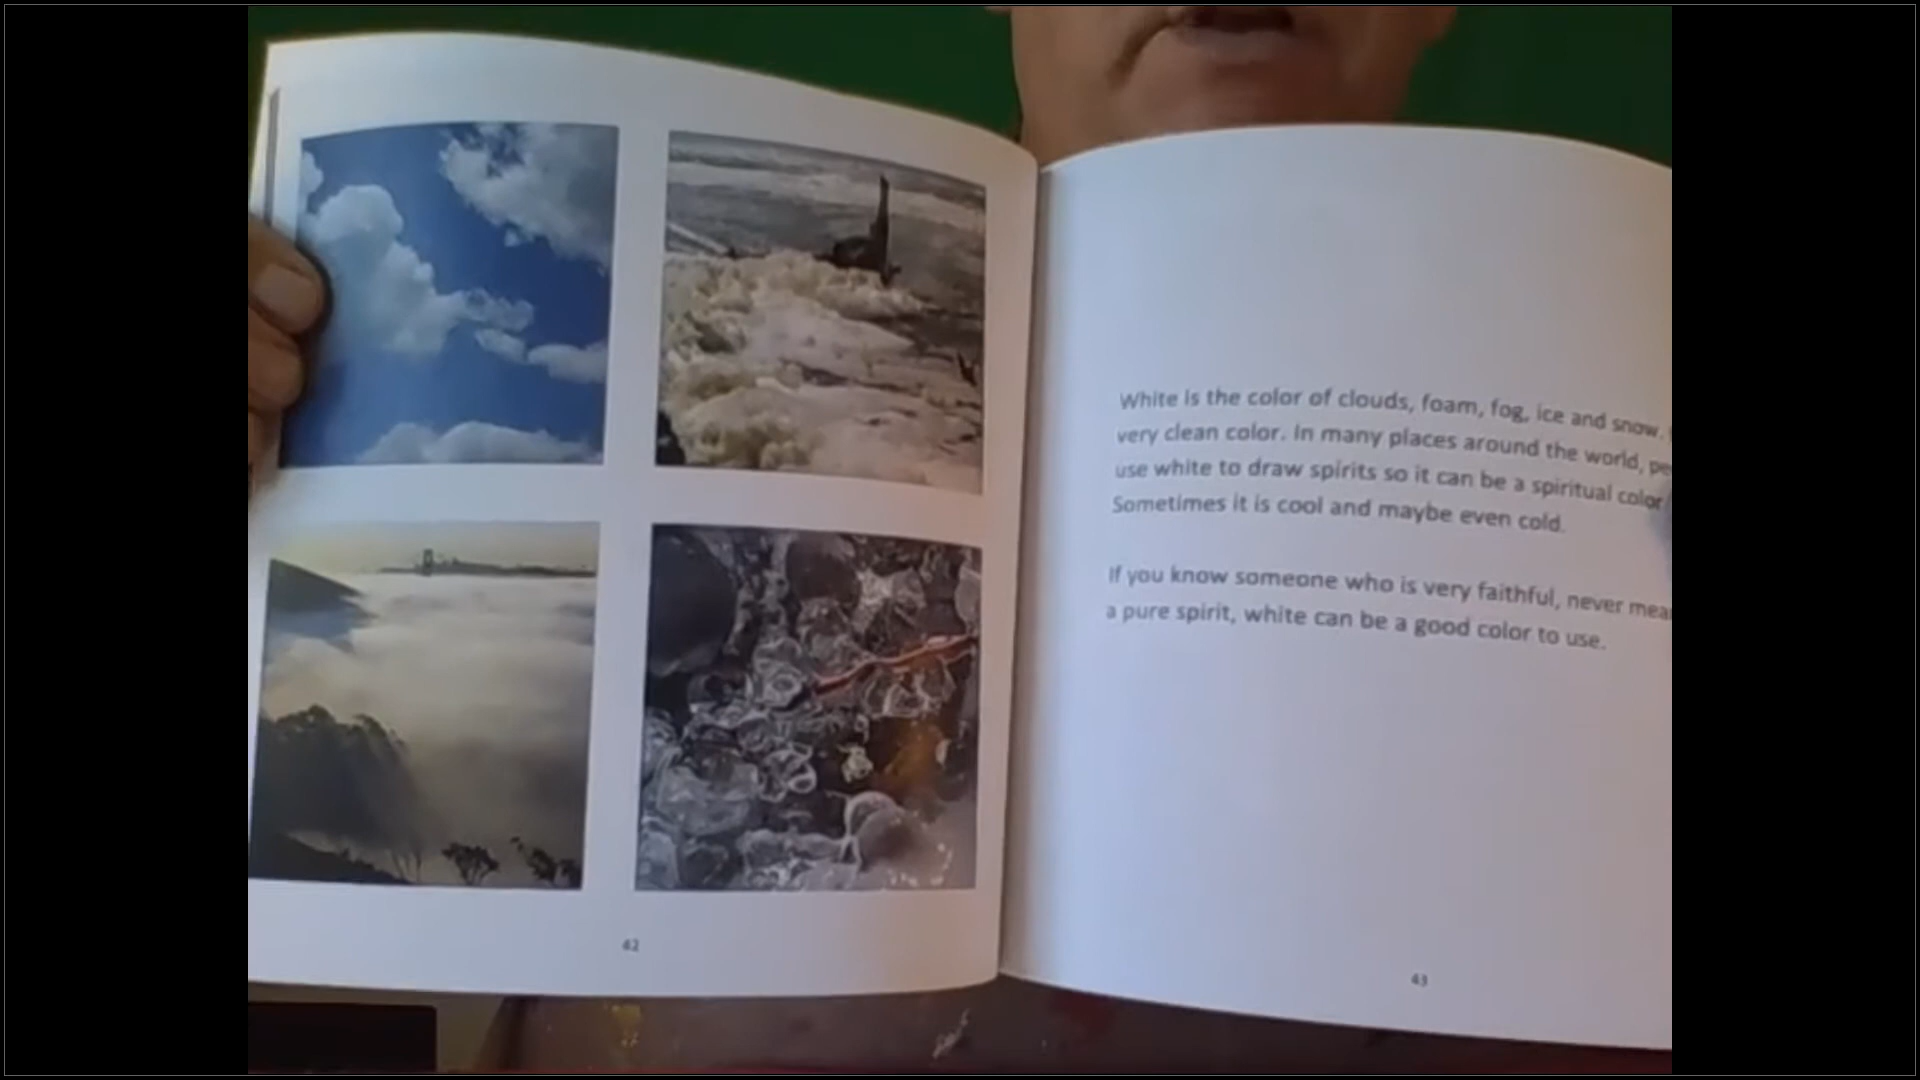 42
White is the color of clouds, foam, fog, ice and snow.
very clean color. In many places around the world,
use white to draw spirits so it can be a spiritual color
Sometimes it is cool and maybe even cold.
If you know someone who is very faithful, never
a pure spirit, white can be a good color to use.
43